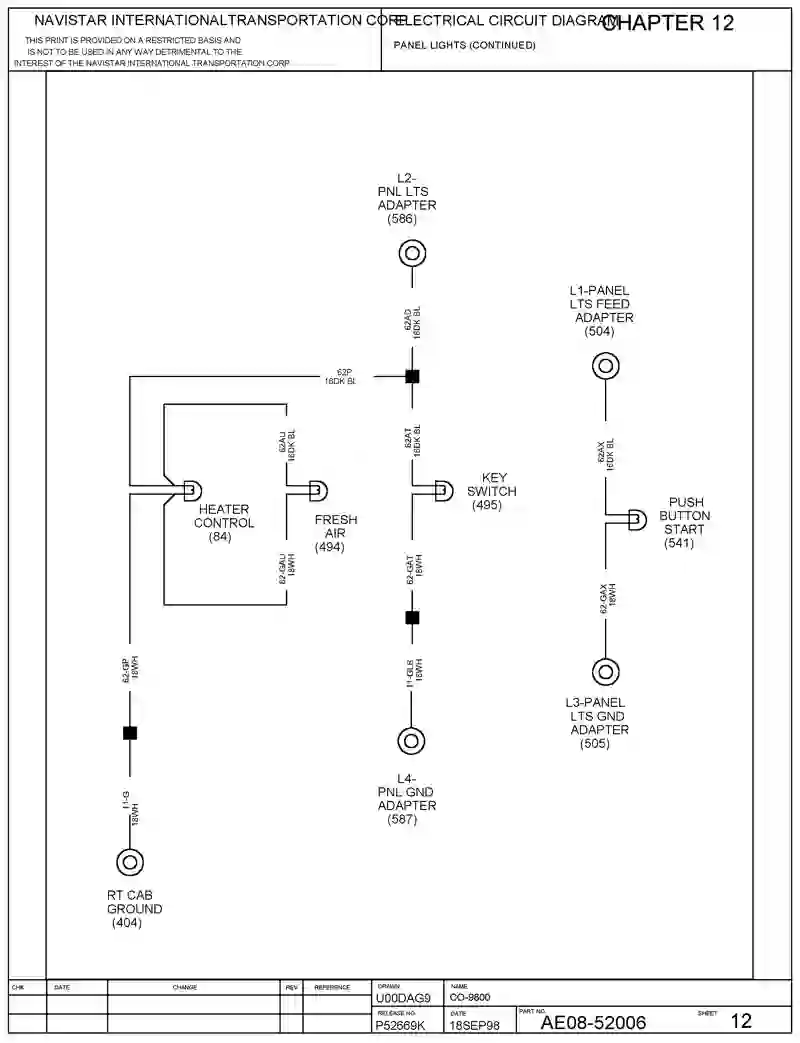 NAVISTAR INTERNATIONALTRANSPORTATION CORP.
ELECTRICAL CIRCUIT DIAGRAM
CHAPTER 12
THIS PRINT IS PROVIDED ON A RESTRICTED BASIS AND
IS NOT TO BE USED IN ANY WAY DETRIMENTAL TO THE
INTEREST OF THE NAVISTAR INTERNATIONAL TRANSPORTATION CORP
PANEL LIGHTS (CONTINUED)
L2-
PNL LTS
ADAPTER
(586)
L1-PANEL
LTS FEED
ADAPTER
(504)
62AD
16DK BL
62P
16DK BL
62AU
16DK BL
62AT
16DK BL
62AX
16DK BL
HEATER
CONTROL
(84)
FRESH
AIR
(494)
KEY
SWITCH
(495)
PUSH
BUTTON
START
(541)
62-GAU
18WH
62-GAT
18WH
62-GAX
18WH
62-GP
18WH
11-GLB
18WH
L3-PANEL
LTS GND
ADAPTER
(505)
L4-
PNL GND
ADAPTER
(587)
11-G
18WH
RT CAB
GROUND
(404)
CHK
DATE
CHANGE
REV
REFERENCE
DRAWN
U00DAG9
NAME
CO-9800
RELEASE NO.
P52669K
DATE
18SEP98
PART NO.
AE08-52006
SHEET
12